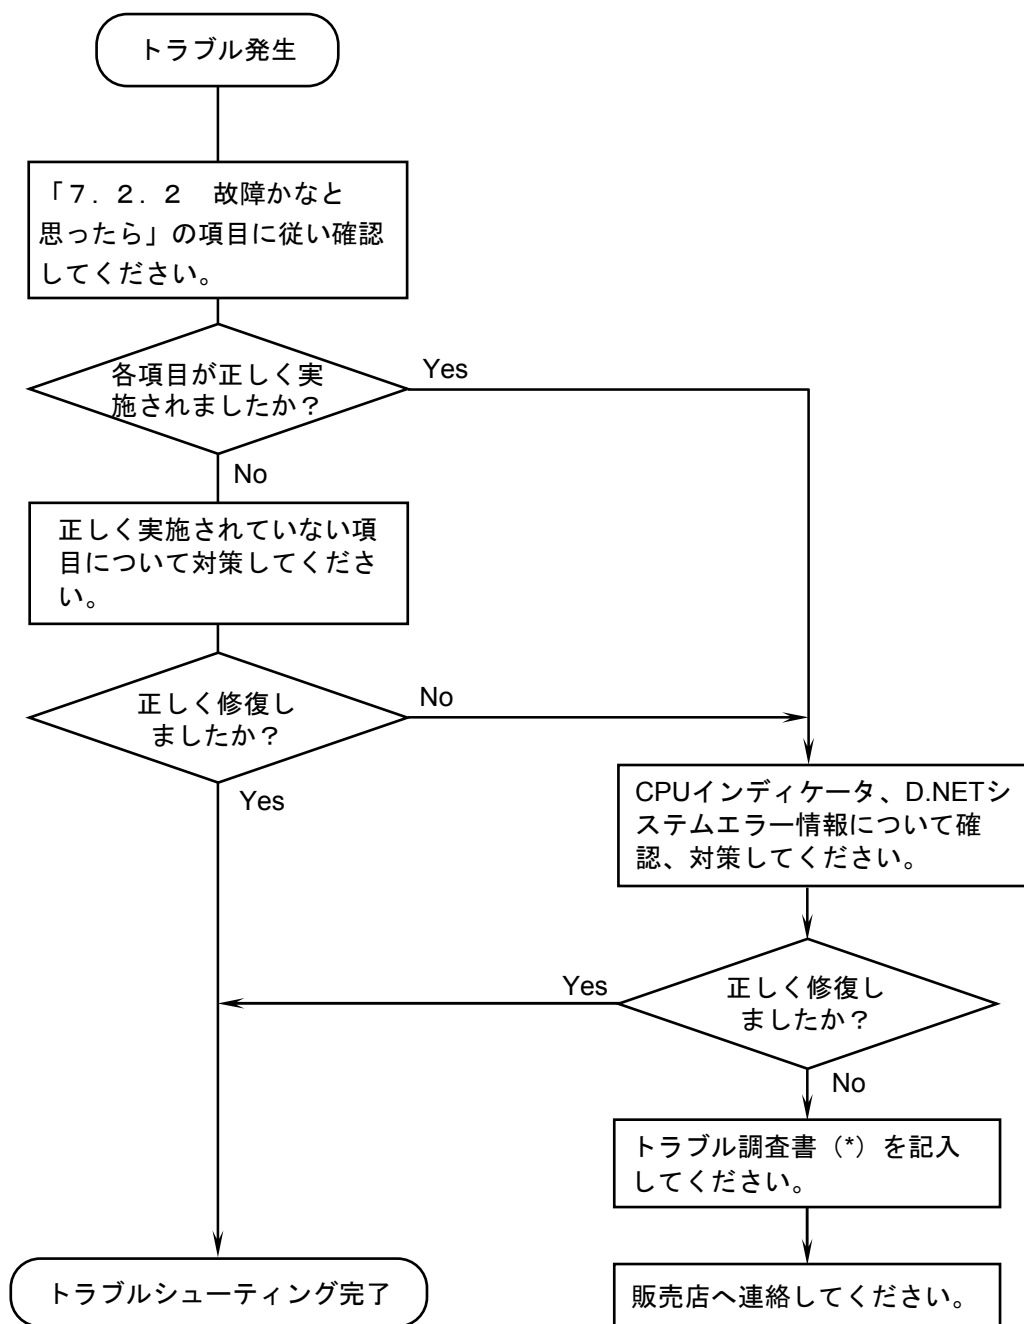 トラブル発生
「７．２．２　故障かなと
思ったら」の項目に従い確認
してください。
各項目が正しく実
施されましたか？
Yes
No
正しく実施されていない項
目について対策してくださ
い。
正しく修復し
ましたか？
No
Yes
CPUインディケータ、D.NETシ
ステムエラー情報について確
認、対策してください。
正しく修復し
ましたか？
Yes
No
トラブル調査書（*）を記入
してください。
トラブルシューティング完了
販売店へ連絡してください。